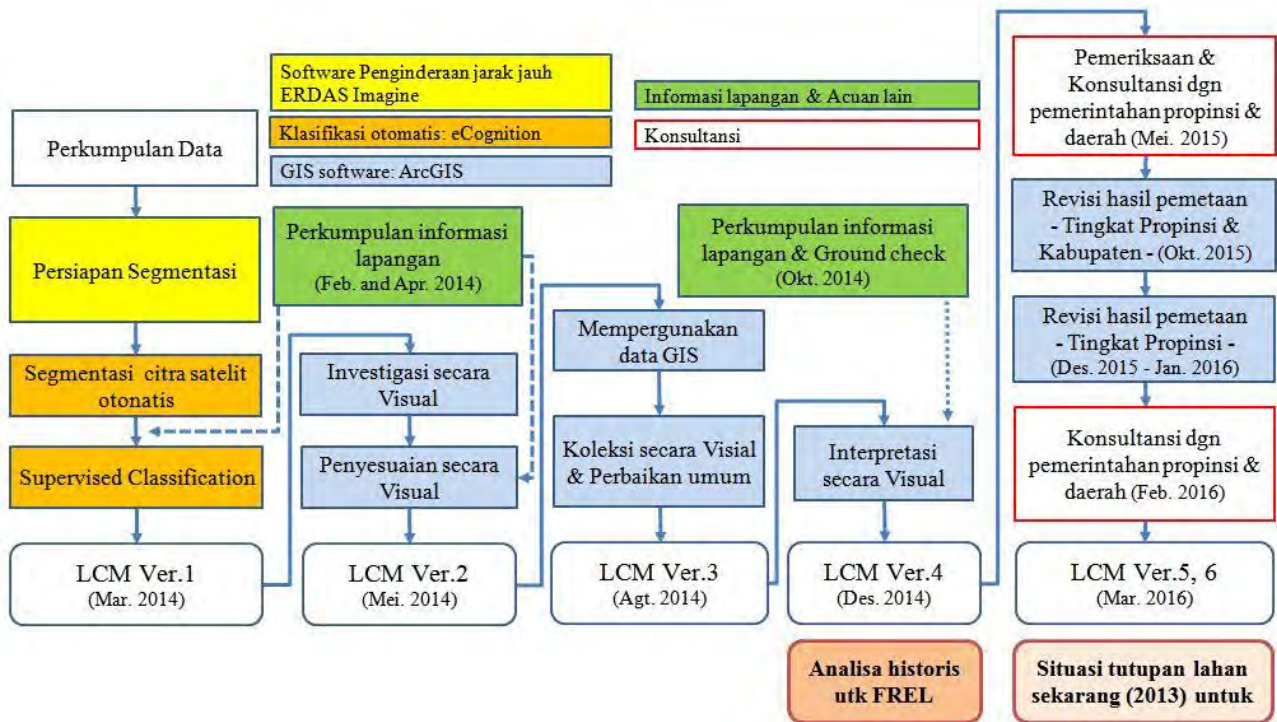 Software Penginderaan jarak jauh
ERDAS Imagine
Klasifikasi otomatis: eCognition
GIS software: ArcGIS
Informasi lapangan & Acuan lain
Konsultansi
Perkumpulan Data
Persiapan Segmentasi
Segmentasi citra satelit
otonatis
Supervised Classification
LCM Ver.1
(Mar. 2014)
Perkumpulan informasi
lapangan
(Feb. and Apr. 2014)
Investigasi secara
Visual
Penyesuaian secara
Visual
LCM Ver.2
(Mei. 2014)
Mempergunakan
data GIS
Koleksi secara Visial
& Perbaikan umum
LCM Ver.3
(Agt. 2014)
Perkumpulan informasi
lapangan & Ground check
(Okt. 2014)
Interpretasi
secara Visual
LCM Ver.4
(Des. 2014)
Analisa historis
utk FREL
Pemeriksaan &
Konsultasi dgn
pemerintahan propinsi &
daerah (Mei. 2015)
Revisi hasil pemetaan
- Tingkat Propinsi &
Kabupaten - (Okt. 2015)
Revisi hasil pemetaan
- Tingkat Propinsi -
(Des. 2015 - Jan. 2016)
Konsultansi dgn
pemerintahan propinsi &
daerah (Feb. 2016)
LCM Ver.5, 6
(Mar. 2016)
Situasi tutupan lahan
sekarang (2013) untuk